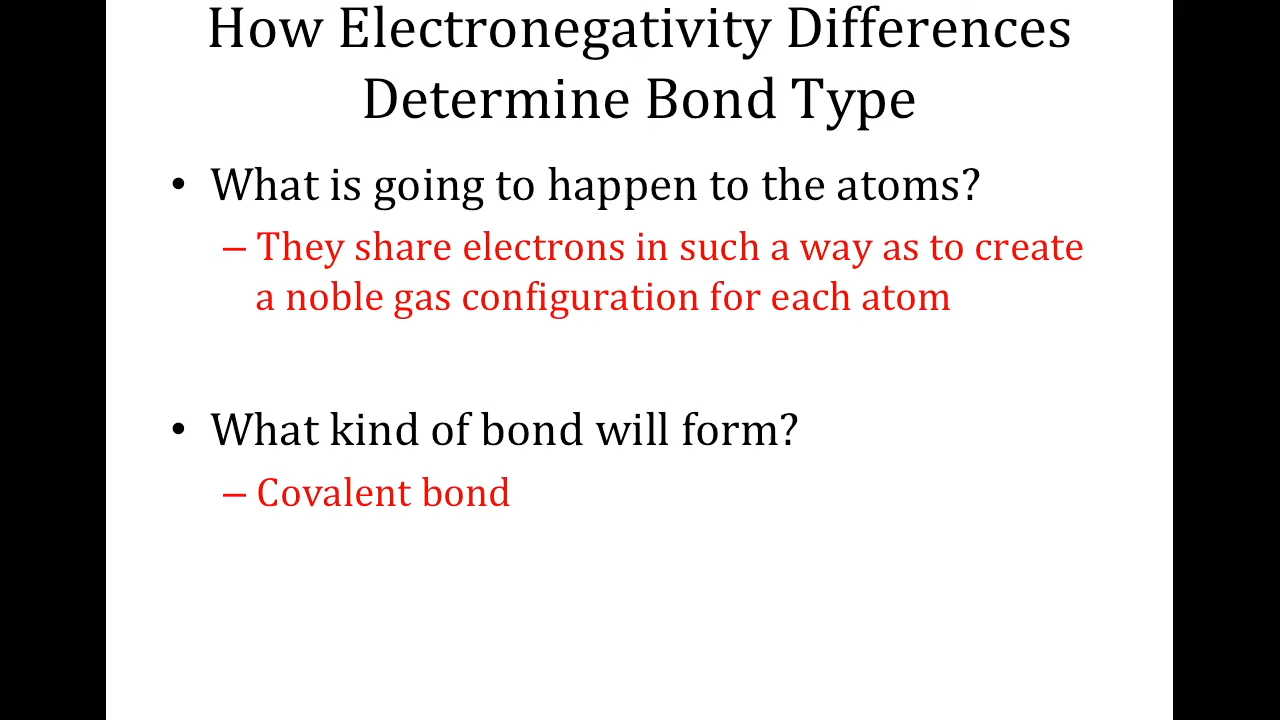 How Electronegativity Differences
Determine Bond Type
• What is going to happen to the atoms?
– They share electrons in such a way as to create
a noble gas configuration for each atom
• What kind of bond will form?
– Covalent bond